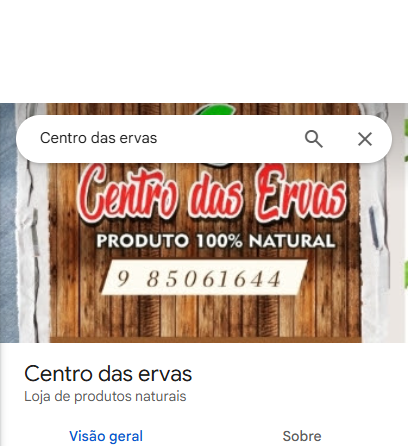 Centro das ervas
Centro das Ervas
PRODUTO 100% NATURAL
9 85061644
Centro das ervas
Loja de produtos naturais
Visão geral
Sobre